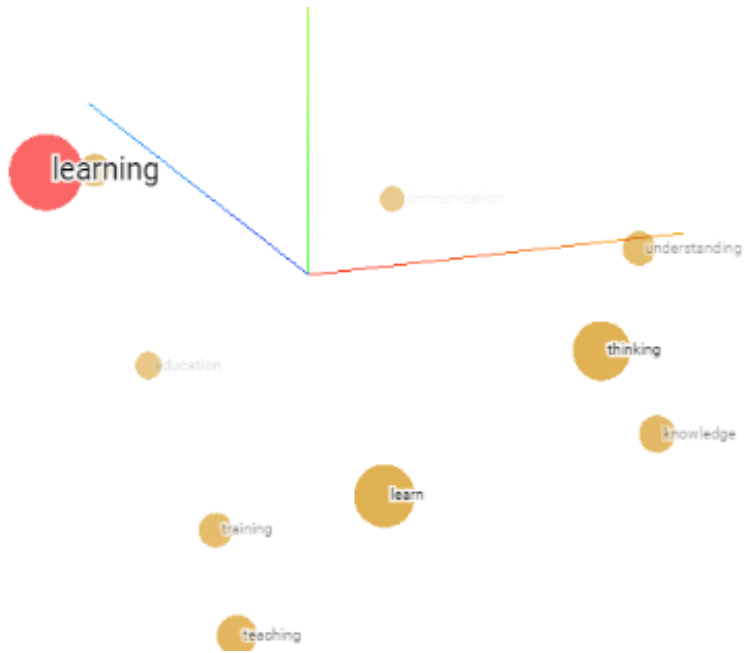 learning
communication
understanding
thinking
education
knowledge
learn
training
teaching